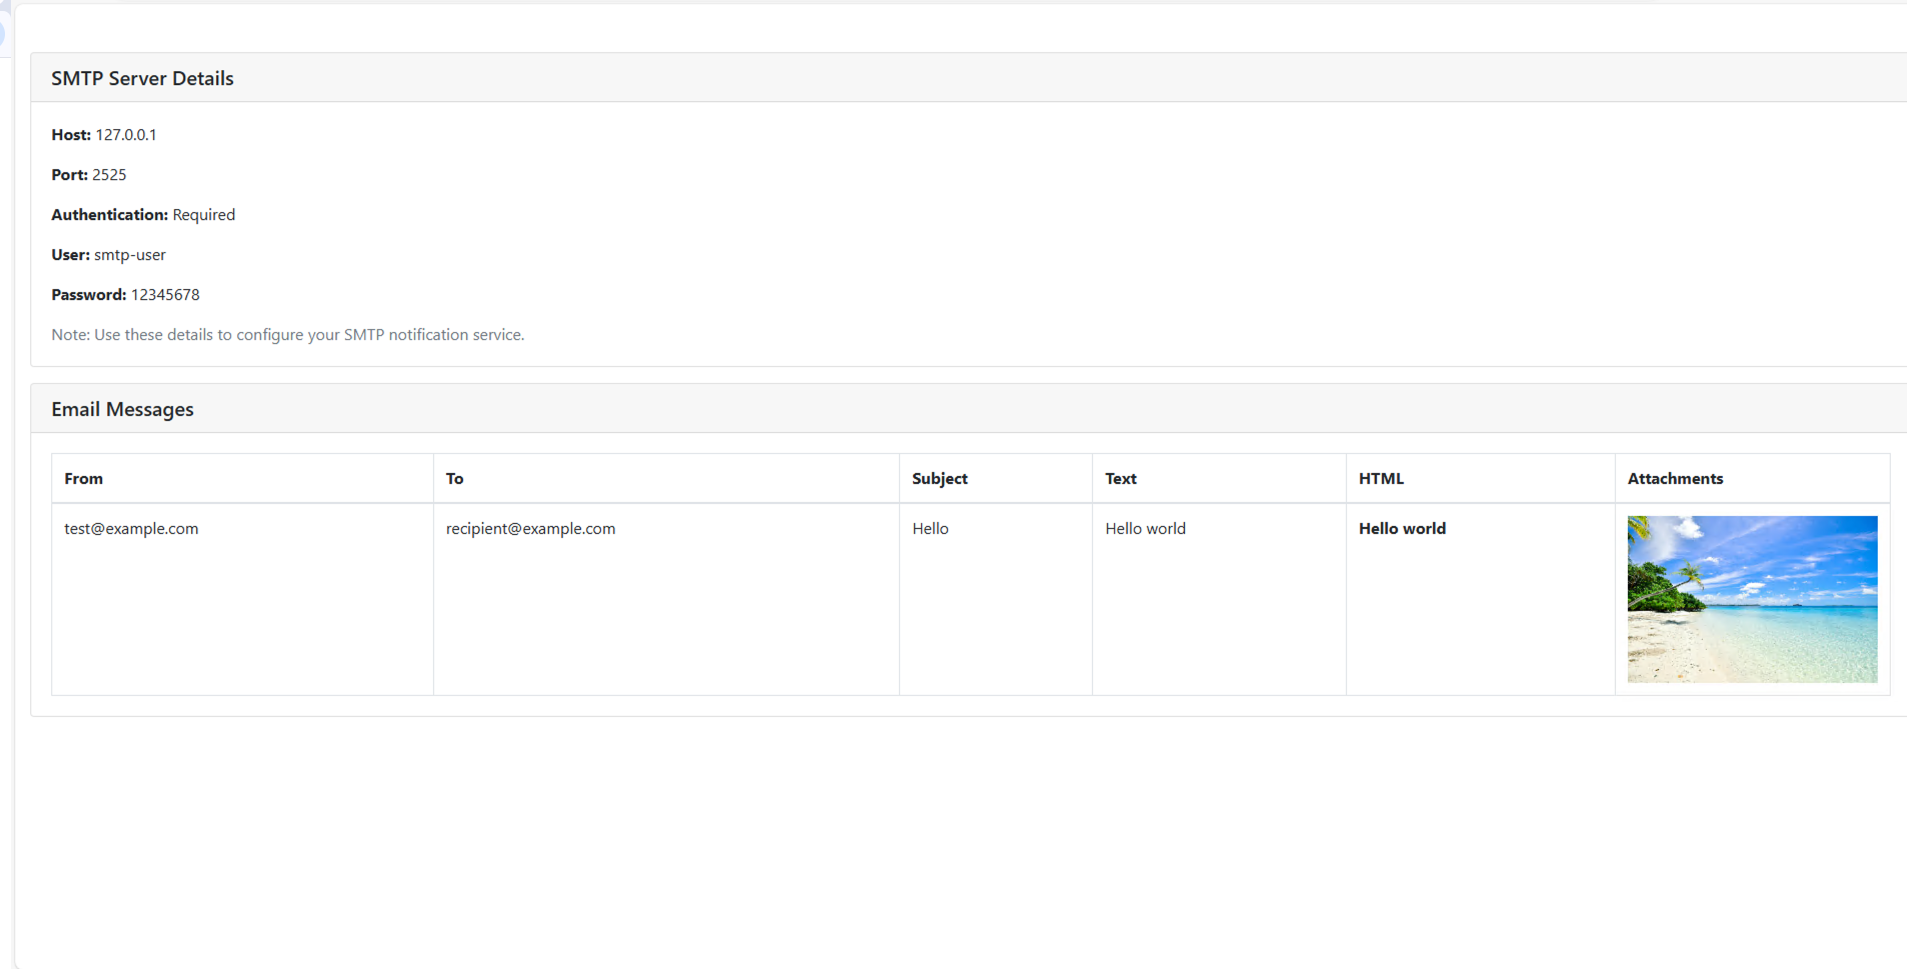 SMTP Server Details
Host: 127.0.0.1
Port: 2525
Authentication: Required
User: smtp-user
Password: 12345678
Note: Use these details to configure your SMTP notification service.
Email Messages
From To Subject Text HTML Attachments
test@example.com recipient@example.com Hello Hello world Hello world